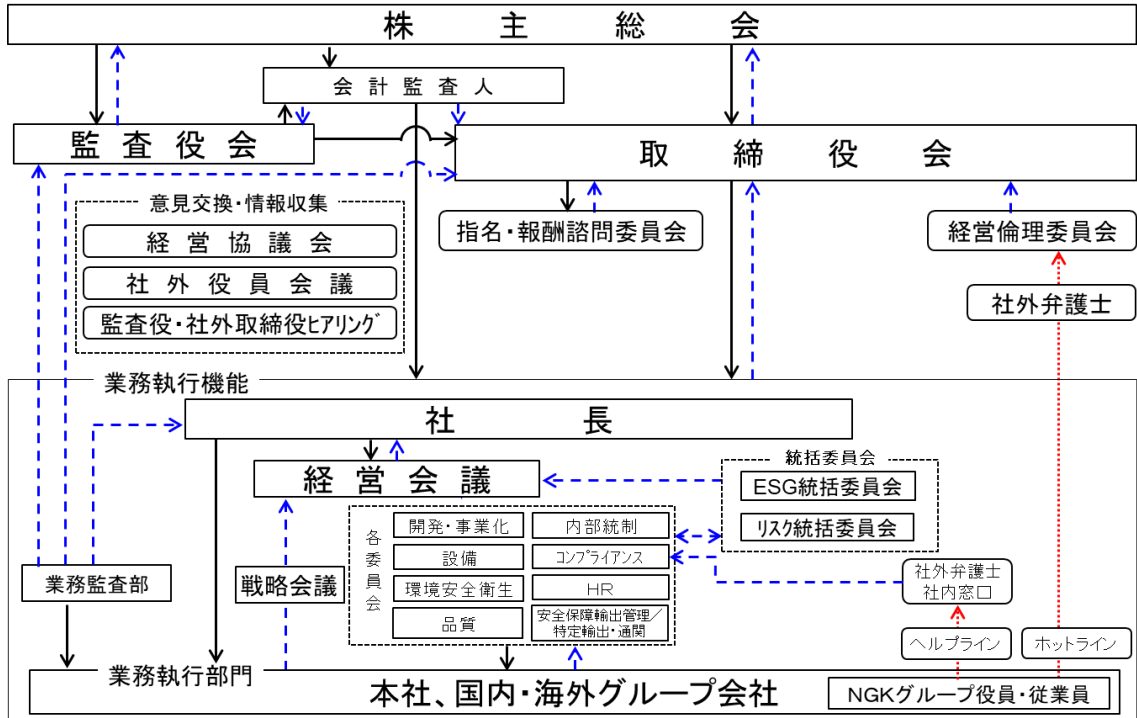 株主総会
会計監査人
監査役会
取締役会
意見交換・情報収集
経営協議会
社外役員会議
監査役・社外取締役ﾋｱﾘﾝｸﾞ
指名・報酬諮問委員会
経営倫理委員会
社外弁護士
業務執行機能
社長
経営会議
統括委員会
ESG統括委員会
ﾘｽｸ統括委員会
各委員会
開発・事業化
内部統制
設備
ｺﾝﾌﾟﾗｲｱﾝｽ
環境安全衛生
HR
品質
安全保障輸出管理／
特定輸出・通関
業務監査部
戦略会議
社外弁護士
社内窓口
ヘルプライン
ホットライン
業務執行部門
本社、国内・海外グループ会社
NGKグループ役員・従業員